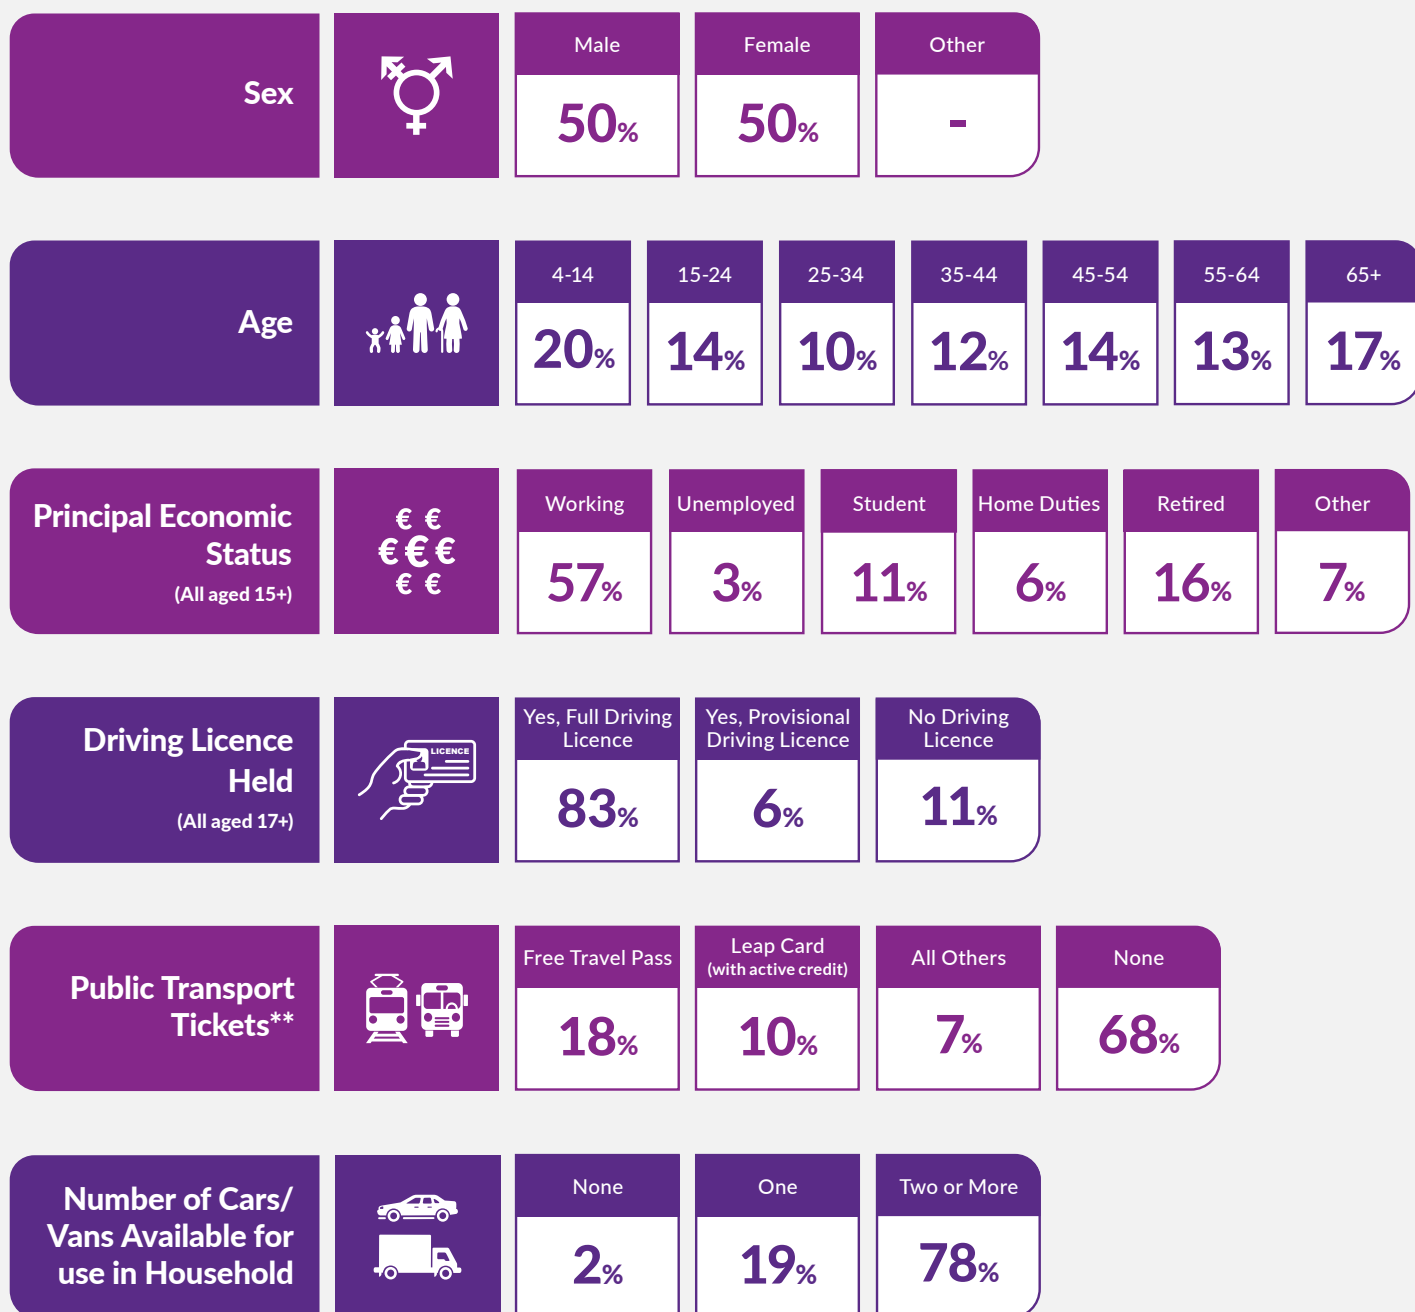 Sex
Male
50%
Female
50%
Other
-
Age
4-14
20%
15-24
14%
25-34
10%
35-44
12%
45-54
14%
55-64
13%
65+
17%
Principal Economic
Status
(All aged 15+)
€ €
€ € €
€ €
Working
57%
Unemployed
3%
Student
11%
Home Duties
6%
Retired
16%
Other
7%
Driving Licence
Held
(All aged 17+)
LICENCE
Yes, Full Driving
Licence
83%
Yes, Provisional
Driving Licence
6%
No Driving
Licence
11%
Public Transport
Tickets**
Free Travel Pass
18%
Leap Card
(with active credit)
10%
All Others
7%
None
68%
Number of Cars/
Vans Available for
use in Household
None
2%
One
19%
Two or More
78%